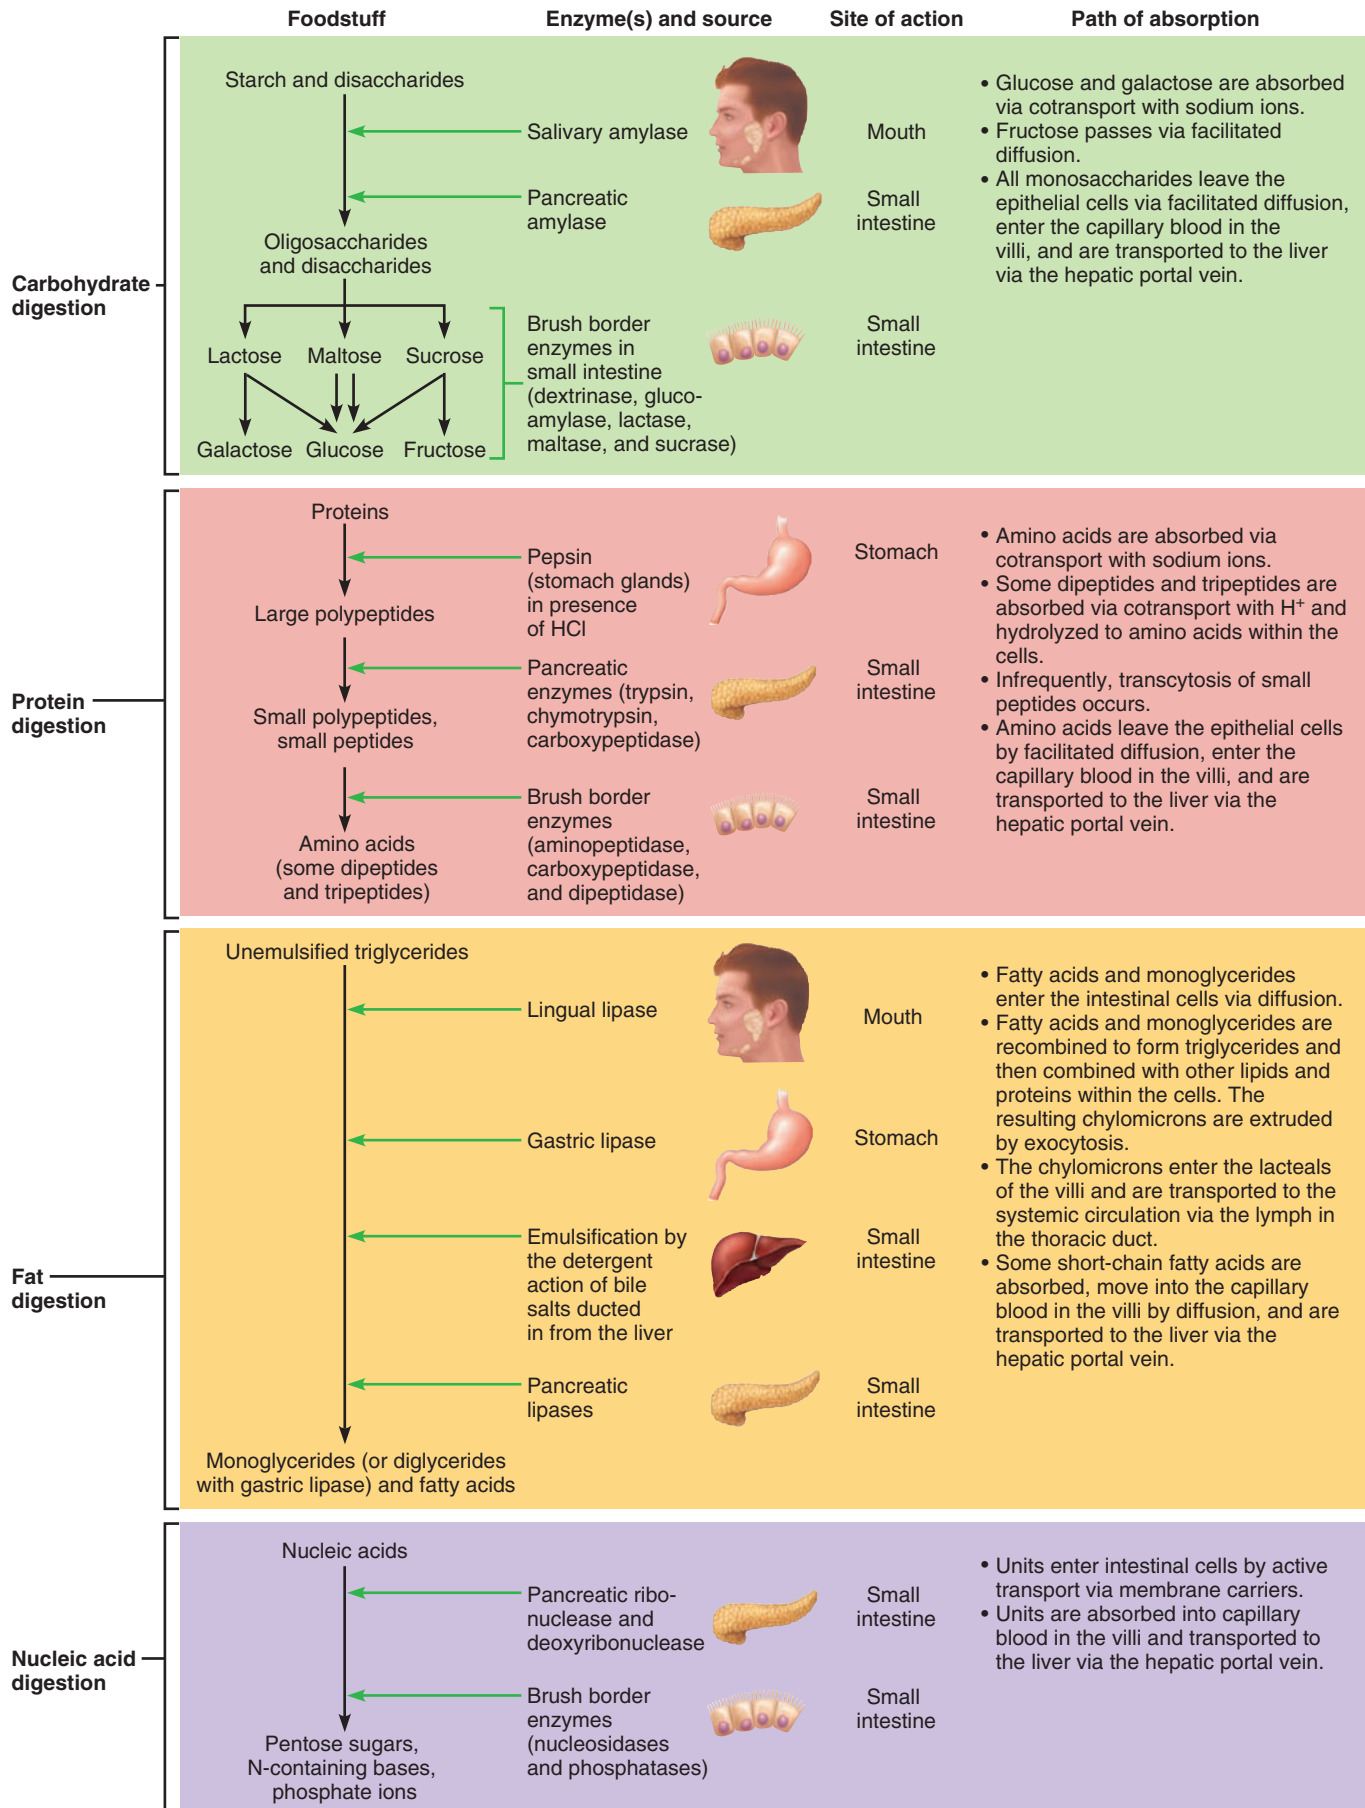 Foodstuff
Enzyme(s) and source
Site of action
Path of absorption
Carbohydrate
digestion
Starch and disaccharides
Oligosaccharides
and disaccharides
Lactose
Maltose
Sucrose
Galactose
Glucose
Fructose
Salivary amylase
Mouth
Pancreatic
amylase
Small
intestine
Brush border
enzymes in
small intestine
(dextrinase, gluco-
amylase, lactase,
maltase, and sucrase)
Small
intestine
• Glucose and galactose are absorbed
via cotransport with sodium ions.
• Fructose passes via facilitated
diffusion.
• All monosaccharides leave the
epithelial cells via facilitated diffusion,
enter the capillary blood in the
villi, and are transported to the liver
via the hepatic portal vein.
Protein
digestion
Proteins
Large polypeptides
Small polypeptides,
small peptides
Amino acids
(some dipeptides
and tripeptides)
Pepsin
(stomach glands)
in presence
of HCl
Stomach
Pancreatic
enzymes (trypsin,
chymotrypsin,
carboxypeptidase)
Small
intestine
Brush border
enzymes
(aminopeptidase,
carboxypeptidase,
and dipeptidase)
Small
intestine
• Amino acids are absorbed via
cotransport with sodium ions.
• Some dipeptides and tripeptides are
absorbed via cotransport with H⁺ and
hydrolyzed to amino acids within the
cells.
• Infrequently, transcytosis of small
peptides occurs.
• Amino acids leave the epithelial cells
by facilitated diffusion, enter the
capillary blood in the villi, and are
transported to the liver via the
hepatic portal vein.
Fat
digestion
Unemulsified triglycerides
Monoglycerides (or diglycerides
with gastric lipase) and fatty acids
Lingual lipase
Mouth
Gastric lipase
Stomach
Emulsification by
the detergent
action of bile
salts ducted
in from the liver
Small
intestine
Pancreatic
lipases
Small
intestine
• Fatty acids and monoglycerides
enter the intestinal cells via diffusion.
• Fatty acids and monoglycerides are
recombined to form triglycerides and
then combined with other lipids and
proteins within the cells. The
resulting chylomicrons are extruded
by exocytosis.
• The chylomicrons enter the lacteals
of the villi and are transported to the
systemic circulation via the lymph in
the thoracic duct.
• Some short-chain fatty acids are
absorbed, move into the capillary
blood in the villi by diffusion, and are
transported to the liver via the
hepatic portal vein.
Nucleic acid
digestion
Nucleic acids
Pentose sugars,
N-containing bases,
phosphate ions
Pancreatic ribo-
nuclease and
deoxyribonuclease
Small
intestine
Brush border
enzymes
(nucleosidases
and phosphatases)
Small
intestine
• Units enter intestinal cells by active
transport via membrane carriers.
• Units are absorbed into capillary
blood in the villi and transported to
the liver via the hepatic portal vein.